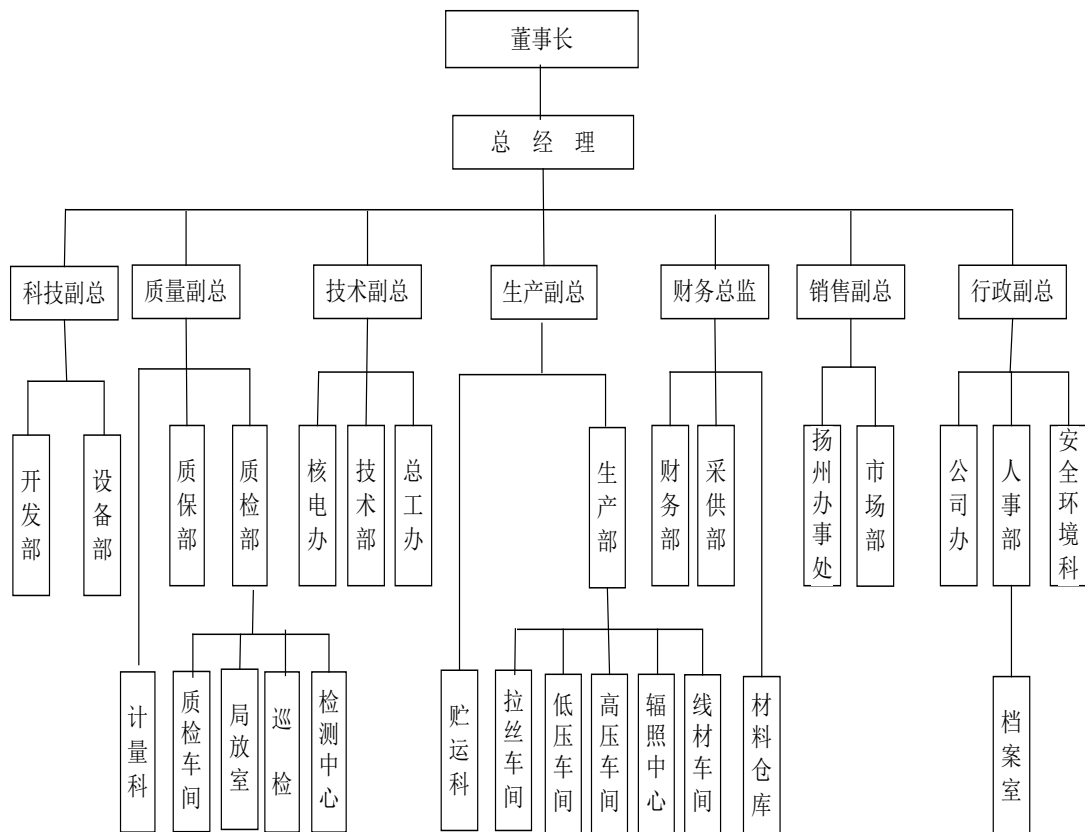 董事长
总 经 理
科技副总
质量副总
技术副总
生产副总
财务总监
销售副总
行政副总
开发部
设备部
质保部
质检部
核电办
技术部
总工办
生产部
财务部
采供部
扬州办事处
市场部
公司办
人事部
安全环境科
计量科
质检车间
局放室
巡检
检测中心
贮运科
拉丝车间
低压车间
高压车间
辐照中心
线材车间
材料仓库
档案室